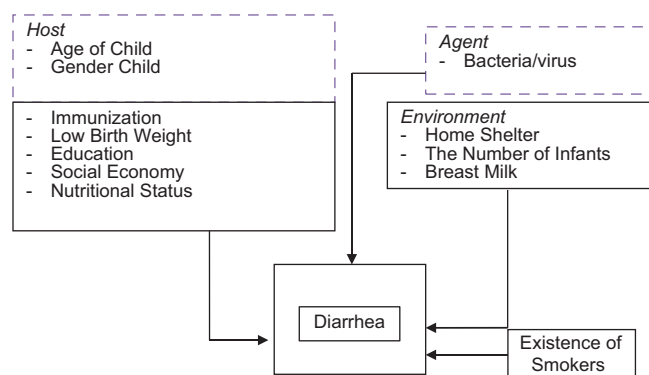 Host
- Age of Child
- Gender Child
- Immunization
- Low Birth Weight
- Education
- Social Economy
- Nutritional Status
Agent
- Bacteria/virus
Environment
- Home Shelter
- The Number of Infants
- Breast Milk
Diarrhea
Existence of
Smokers